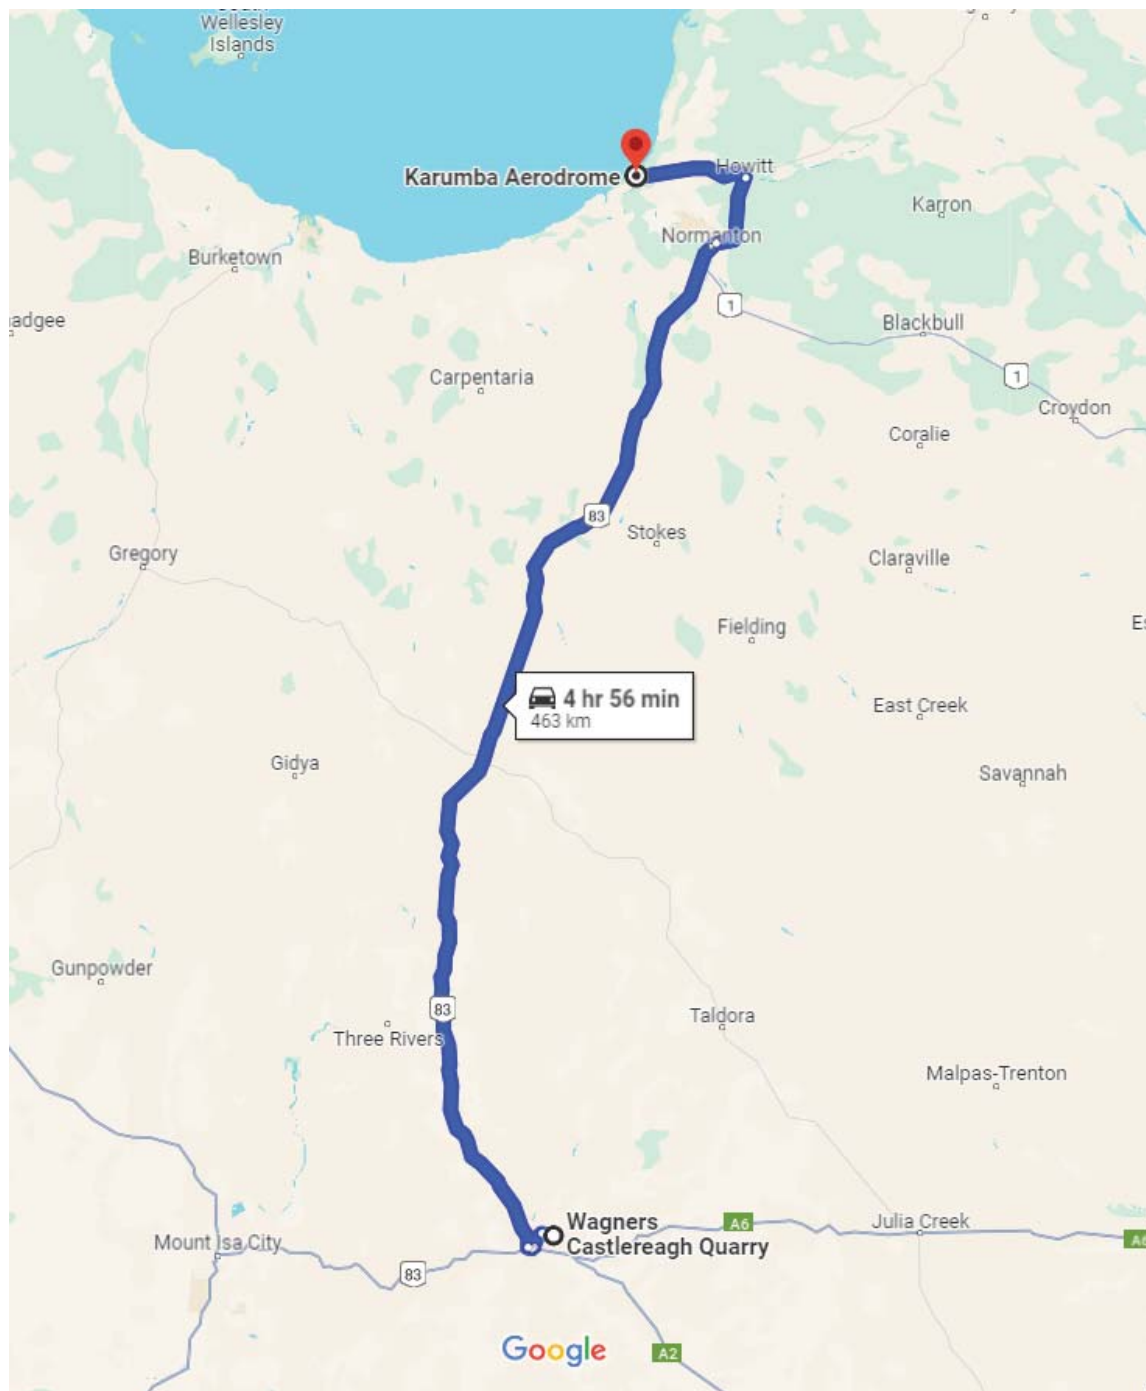 Wellesley
Islands
Karumba Aerodrome
Howitt
Karron
Normanton
Burketown
1
adgee
Blackbull
Carpentaria
1
Croydon
Coralie
83
Stokes
Gregory
Claraville
Fielding
4 hr 56 min
463 km
East Creek
Gidya
Savannah
Gunpowder
83
Three Rivers
Taldora
Malpas-Trenton
Wagners
Castlereagh Quarry
A6
Julia Creek
A6
Mount Isa City
83
Google
A2